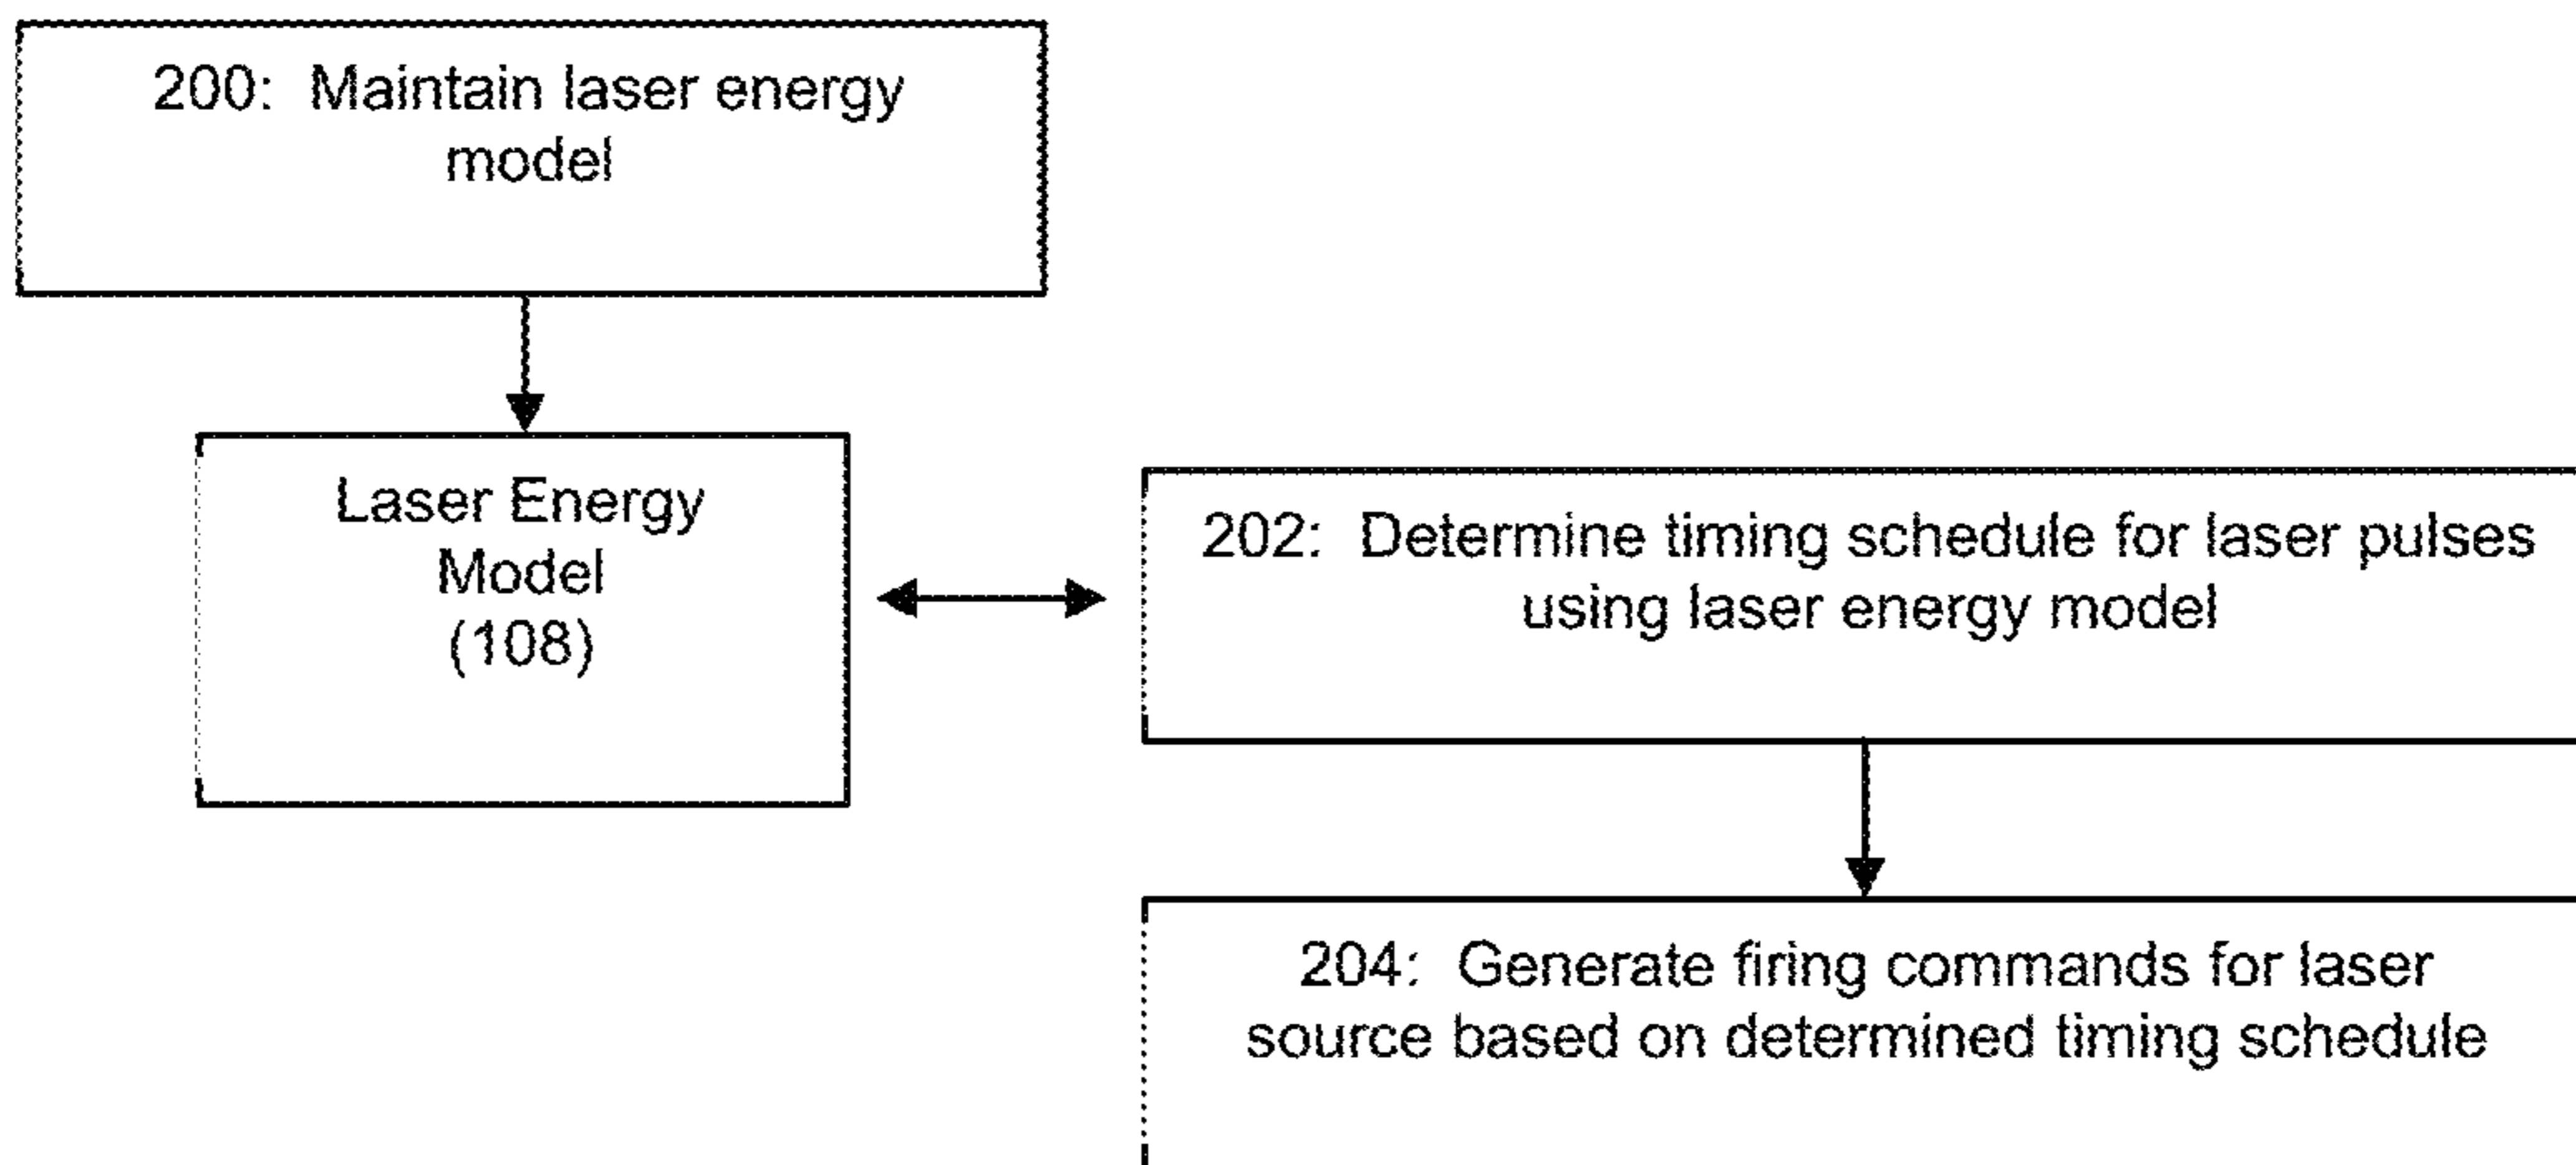 200: Maintain laser energy
model
Laser Energy
Model
(108)
202: Determine timing schedule for laser pulses
using laser energy model
204: Generate firing commands for laser
source based on determined timing schedule